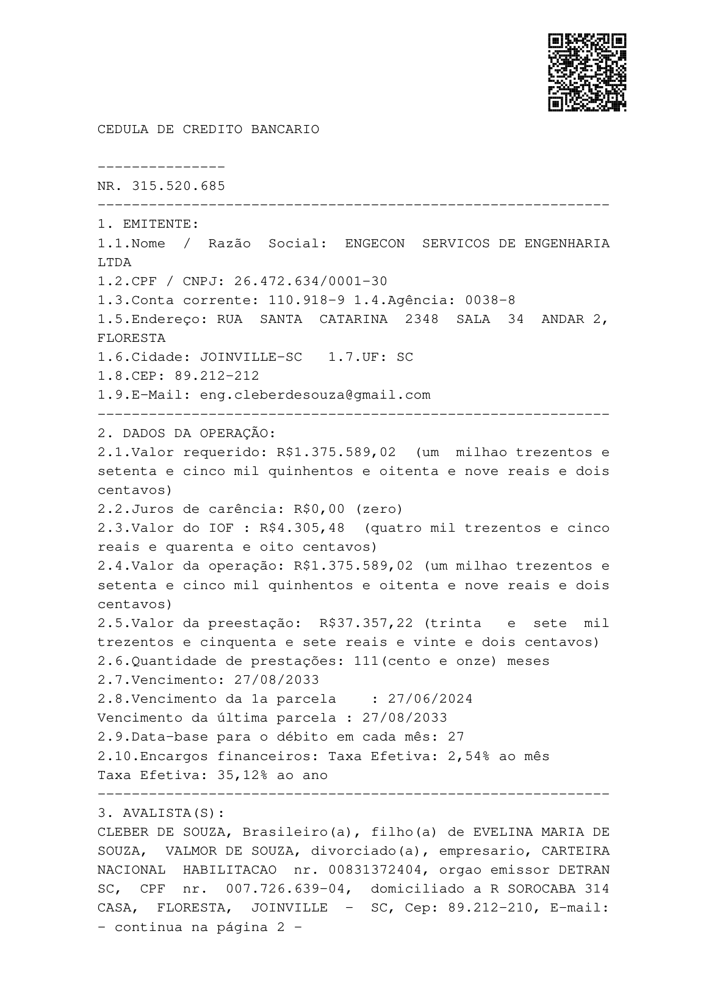 CEDULA DE CREDITO BANCARIO
---------------
NR. 315.520.685
------------------------------------------------------------
1. EMITENTE:
1.1.Nome / Razão Social: ENGECON SERVICOS DE ENGENHARIA
LTDA
1.2.CPF / CNPJ: 26.472.634/0001-30
1.3.Conta corrente: 110.918-9 1.4.Agência: 0038-8
1.5.Endereço: RUA SANTA CATARINA 2348 SALA 34 ANDAR 2,
FLORESTA
1.6.Cidade: JOINVILLE-SC 1.7.UF: SC
1.8.CEP: 89.212-212
1.9.E-Mail: eng.cleberdesouza@gmail.com
------------------------------------------------------------
2. DADOS DA OPERAÇÃO:
2.1.Valor requerido: R$1.375.589,02 (um milhao trezentos e
setenta e cinco mil quinhentos e oitenta e nove reais e dois
centavos)
2.2.Juros de carência: R$0,00 (zero)
2.3.Valor do IOF : R$4.305,48 (quatro mil trezentos e cinco
reais e quarenta e oito centavos)
2.4.Valor da operação: R$1.375.589,02 (um milhao trezentos e
setenta e cinco mil quinhentos e oitenta e nove reais e dois
centavos)
2.5.Valor da preestação: R$37.357,22 (trinta e sete mil
trezentos e cinquenta e sete reais e vinte e dois centavos)
2.6.Quantidade de prestações: 111(cento e onze) meses
2.7.Vencimento: 27/08/2033
2.8.Vencimento da 1a parcela : 27/06/2024
Vencimento da última parcela : 27/08/2033
2.9.Data-base para o débito em cada mês: 27
2.10.Encargos financeiros: Taxa Efetiva: 2,54% ao mês
Taxa Efetiva: 35,12% ao ano
------------------------------------------------------------
3. AVALISTA(S):
CLEBER DE SOUZA, Brasileiro(a), filho(a) de EVELINA MARIA DE
SOUZA, VALMOR DE SOUZA, divorciado(a), empresario, CARTEIRA
NACIONAL HABILITACAO nr. 00831372404, orgao emissor DETRAN
SC, CPF nr. 007.726.639-04, domiciliado a R SOROCABA 314
CASA, FLORESTA, JOINVILLE - SC, Cep: 89.212-210, E-mail:
- continua na página 2 -